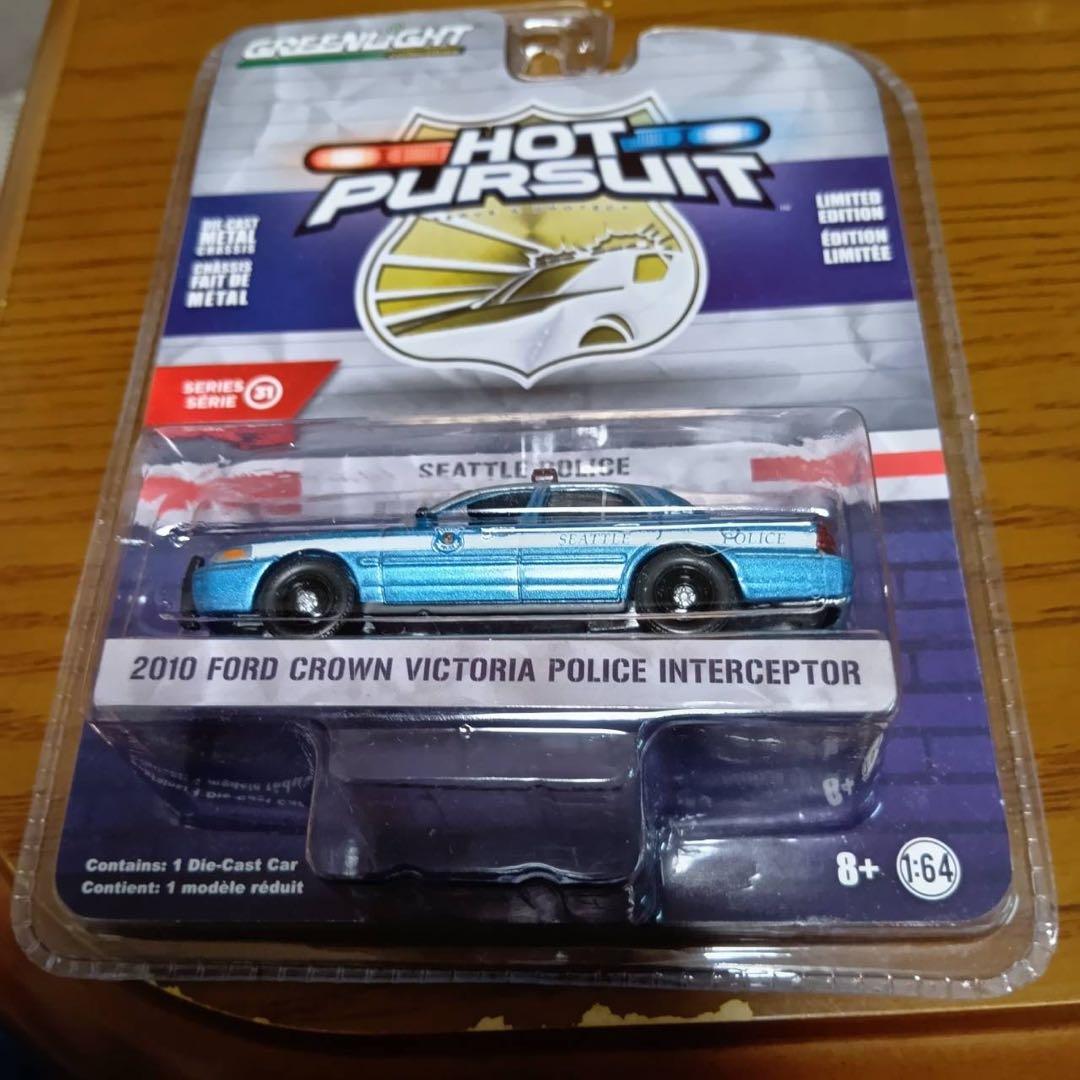 GREENLIGHT
HOT
PURSUIT
DIE-CAST
METAL
CHASSIS
CHÂSSIS
FAIT DE
MÉTAL
LIMITED
EDITION
ÉDITION
LIMITÉE
SERIES
SÉRIE
31
SEATTLE POLICE
SEATTLE POLICE
2010 FORD CROWN VICTORIA POLICE INTERCEPTOR
8+
Contains: 1 Die-Cast Car
Contient: 1 modèle réduit
8+
1:64